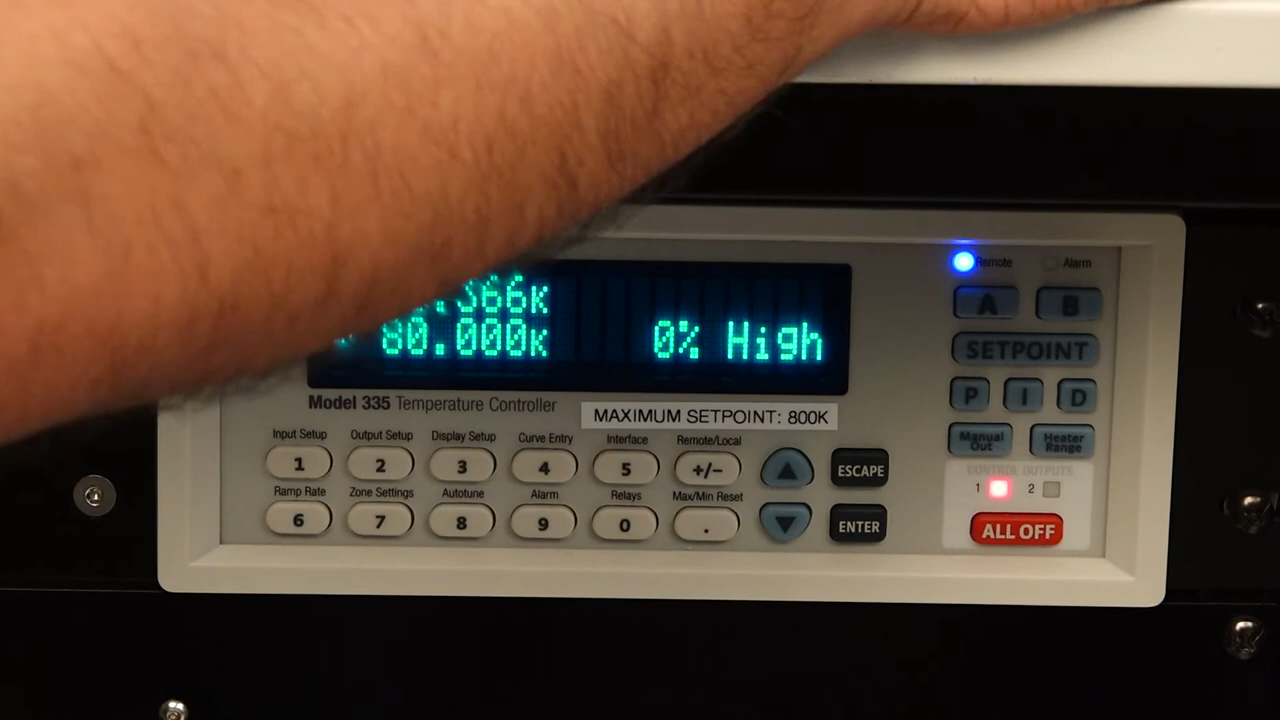 .366K
80.000K 0% High
Model 335 Temperature Controller
MAXIMUM SETPOINT: 800K
Input Setup Output Setup Display Setup Curve Entry Interface Remote/Local
1 2 3 4 5 +/− ▲ ESCAPE
Ramp Rate Zone Settings Autotune Alarm Relays Max/Min Reset
6 7 8 9 0 . ▼ ENTER
Remote Alarm
A B
SETPOINT
P I D
Manual Out Heater Range
CONTROL OUTPUTS
1 2
ALL OFF